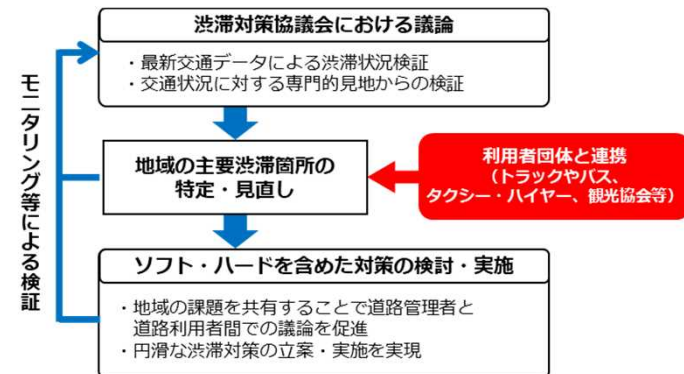 渋滞対策協議会における議論
・最新交通データによる渋滞状況検証
・交通状況に対する専門的見地からの検証
モニタリング等による検証
地域の主要渋滞箇所の
特定・見直し
利用者団体と連携
（トラックやバス、
タクシー・ハイヤー、観光協会等）
ソフト・ハードを含めた対策の検討・実施
・地域の課題を共有することで道路管理者と
道路利用者間での議論を促進
・円滑な渋滞対策の立案・実施を実現